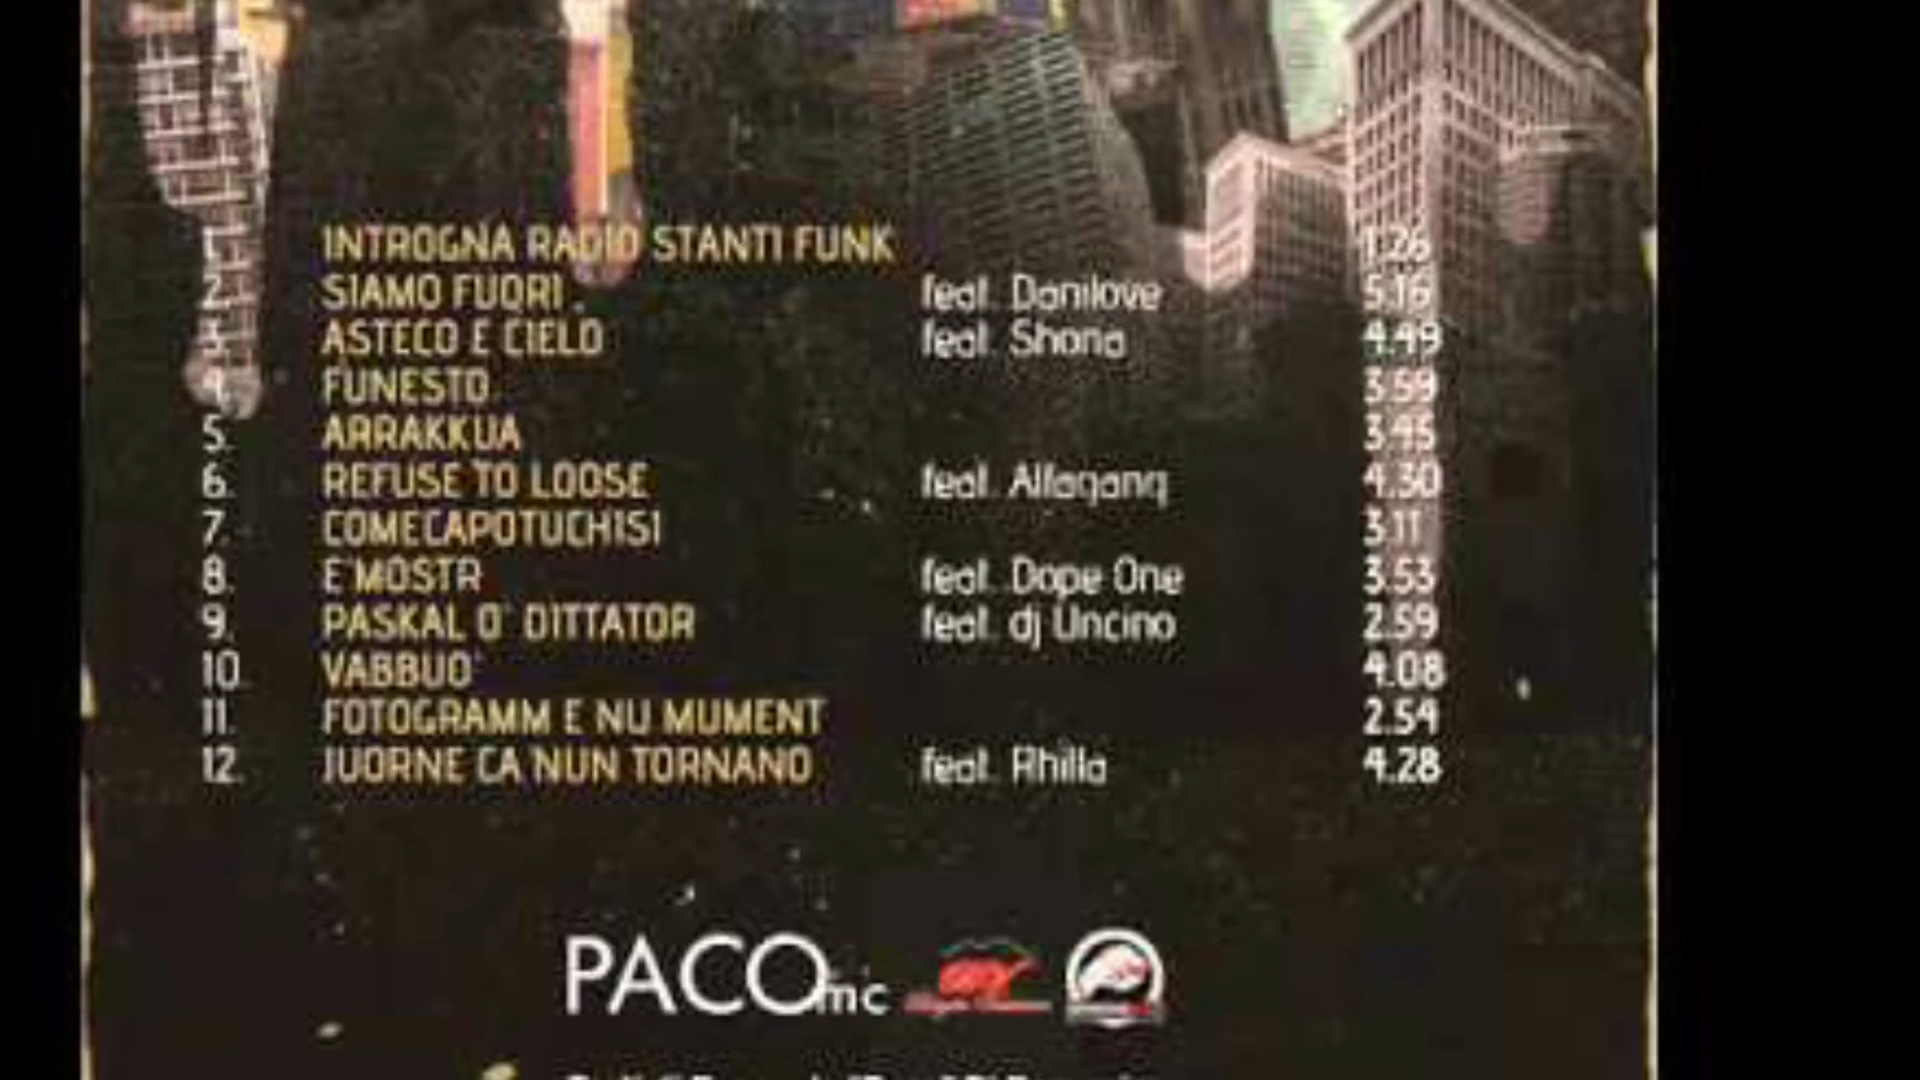 1. INTROGNA RADIO STANTI FUNK 1.26
2. SIAMO FUORI feat. Danilove 5.16
3. ASTECO E CIELO feat. Shona 4.49
4. FUNESTO 3.59
5. ARRAKKUA 3.45
6. REFUSE TO LOOSE feat. Alfagang 4.30
7. COMECAPOTUCHISI 3.11
8. E'MOSTR feat. Dope One 3.53
9. PASKAL O' DITTATOR feat. dj Uncino 2.59
10. VABBUO' 4.08
11. FOTOGRAMM E NU MUMENT 2.54
12. JUORNE CA NUN TORNANO feat. Rhilla 4.28
PACO mc